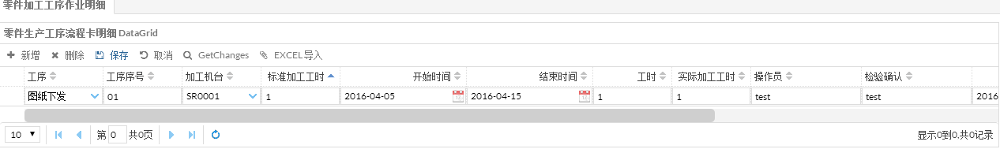 零件加工工序作业明细
零件生产工序流程卡明细 DataGrid
新增 删除 保存 取消 GetChanges EXCEL导入
工序 工序序号 加工机台 标准加工工时 开始时间 结束时间 工时 实际加工工时 操作员 检验确认
图纸下发 01 SR0001 1 2016-04-05 2016-04-15 1 1 test test 2016
10 第 0 共0页 显示0到0,共0记录